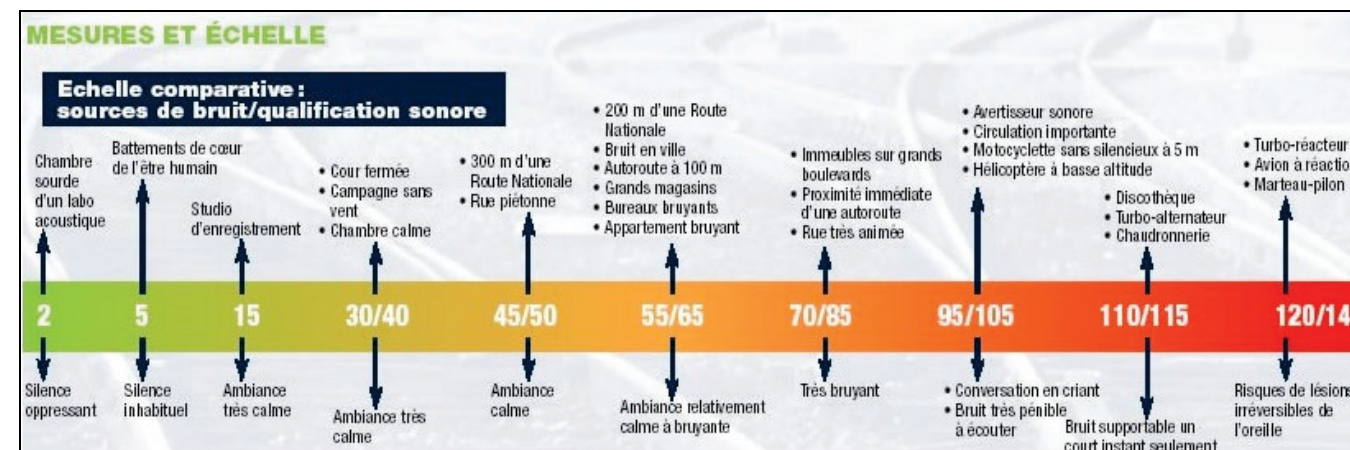 MESURES ET ÉCHELLE
Echelle comparative :
sources de bruit/qualification sonore
Chambre
sourde
d'un labo
acoustique
Battements de cœur
de l'être humain
Studio
d'enregistrement
• Cour fermée
• Campagne sans
vent
• Chambre calme
• 300 m d'une
Route Nationale
• Rue piétonne
• 200 m d'une Route
Nationale
• Bruit en ville
• Autoroute à 100 m
• Grands magasins
• Bureaux bruyants
• Appartement bruyant
• Immeubles sur grands
boulevards
• Proximité immédiate
d'une autoroute
• Rue très animée
• Avertisseur sonore
• Circulation importante
• Motocyclette sans silencieux à 5 m
• Hélicoptère à basse altitude
• Discothèque
• Turbo-alternateur
• Chaudronnerie
• Turbo-réacteur
• Avion à réactio
• Marteau-pilon
2 5 15 30/40 45/50 55/65 70/85 95/105 110/115 120/14
Silence
oppressant
Silence
inhabituel
Ambiance
très calme
Ambiance très
calme
Ambiance
calme
Ambiance relativement
calme à bruyante
Très bruyant
• Conversation en criant
• Bruit très pénible
à écouter
Bruit supportable un
court instant seulement
Risques de lésions
irréversibles de
l'oreille